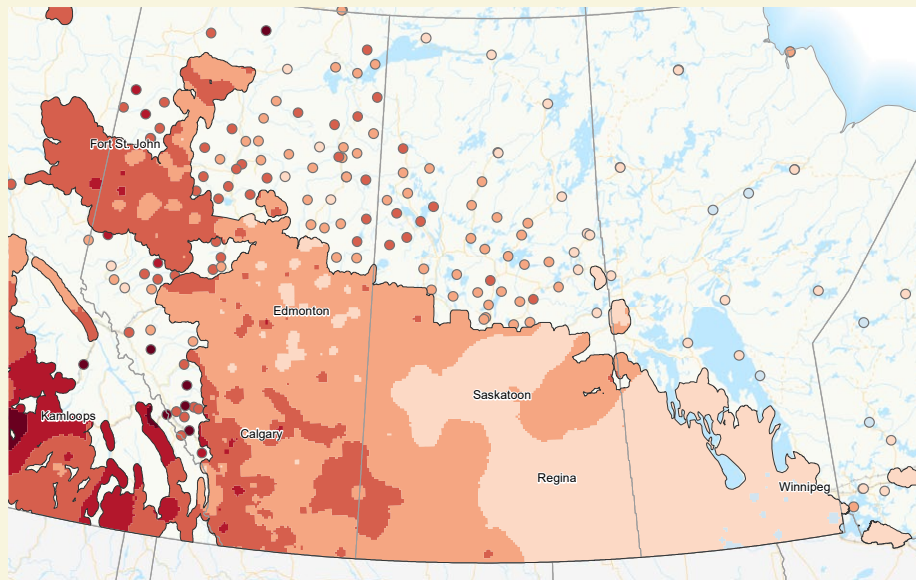 Fort St. John
Edmonton
Saskatoon
Kamloops
Calgary
Regina
Winnipeg